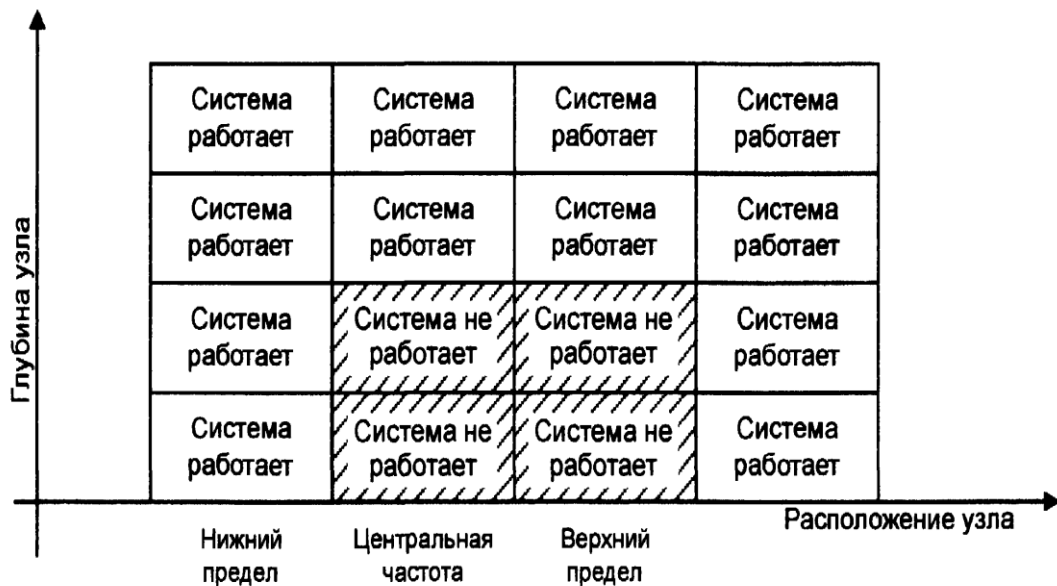 Глубина узла
Система Система Система Система
работает работает работает работает
Система Система Система Система
работает работает работает работает
Система Система не Система не Система
работает работает работает работает
Система Система не Система не Система
работает работает работает работает
Расположение узла
Нижний Центральная Верхний
предел частота предел